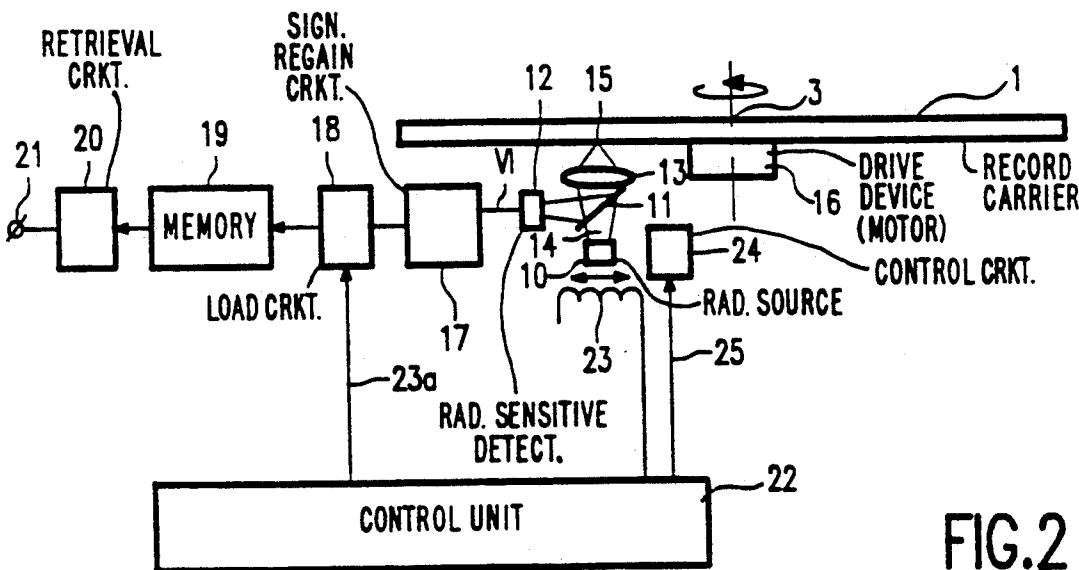 RETRIEVAL
CRKT.
SIGN.
REGAIN
CRKT.
12
15
3
1
21
20
19
18
V1
13
11
16
DRIVE
DEVICE
(MOTOR)
RECORD
CARRIER
MEMORY
14
10
24
CONTROL CRKT.
LOAD CRKT.
17
23
RAD. SOURCE
25
23a
RAD. SENSITIVE
DETECT.
22
CONTROL UNIT
FIG.2